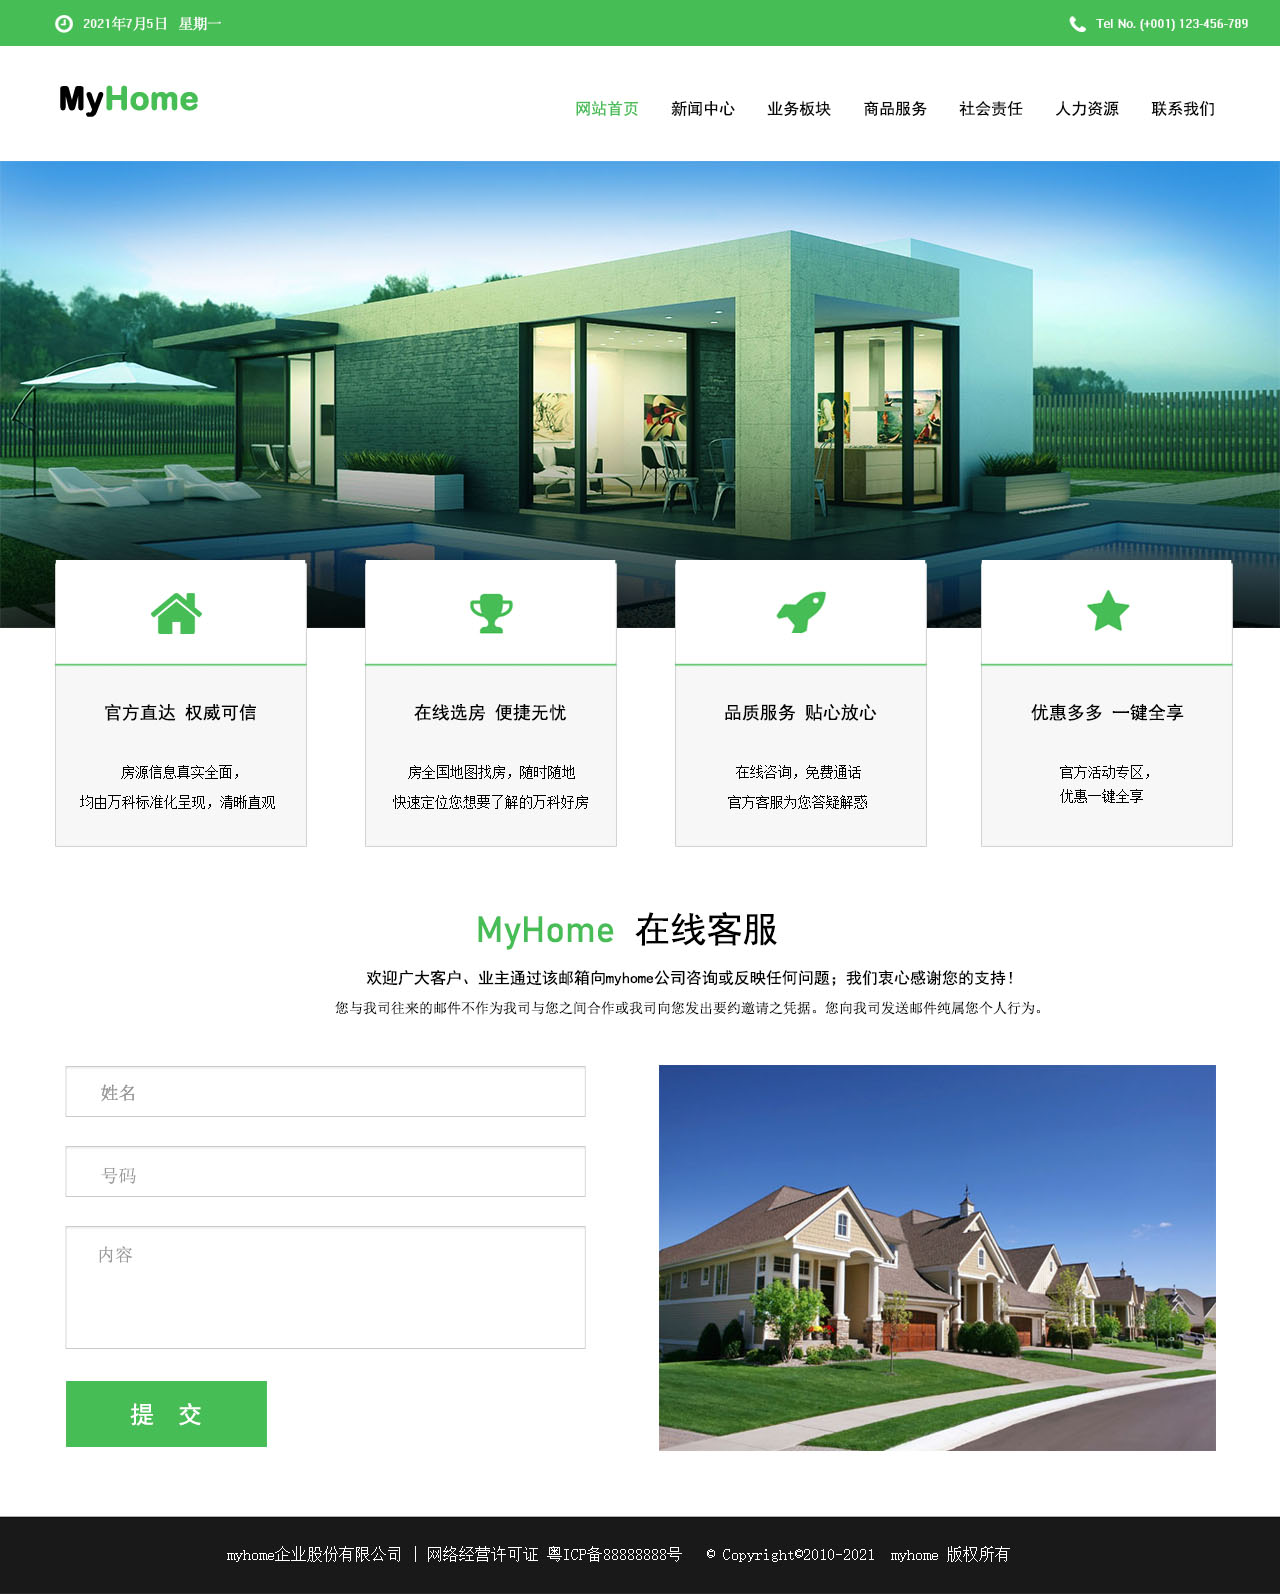 2021年7月5日 星期一
Tel No. (+001) 123-456-789
MyHome
网站首页 新闻中心 业务板块 商品服务 社会责任 人力资源 联系我们
官方直达 权威可信
房源信息真实全面，
均由万科标准化呈现，清晰直观
在线选房 便捷无忧
房全国地图找房，随时随地
快速定位您想要了解的万科好房
品质服务 贴心放心
在线咨询，免费通话
官方客服为您答疑解惑
优惠多多 一键全享
官方活动专区，
优惠一键全享
MyHome 在线客服
欢迎广大客户、业主通过该邮箱向myhome公司咨询或反映任何问题；我们衷心感谢您的支持！
您与我司往来的邮件不作为我司与您之间合作或我司向您发出要约邀请之凭据。您向我司发送邮件纯属您个人行为。
姓名
号码
内容
提 交
myhome企业股份有限公司 | 网络经营许可证 粤ICP备88888888号 © Copyright©2010-2021 myhome 版权所有